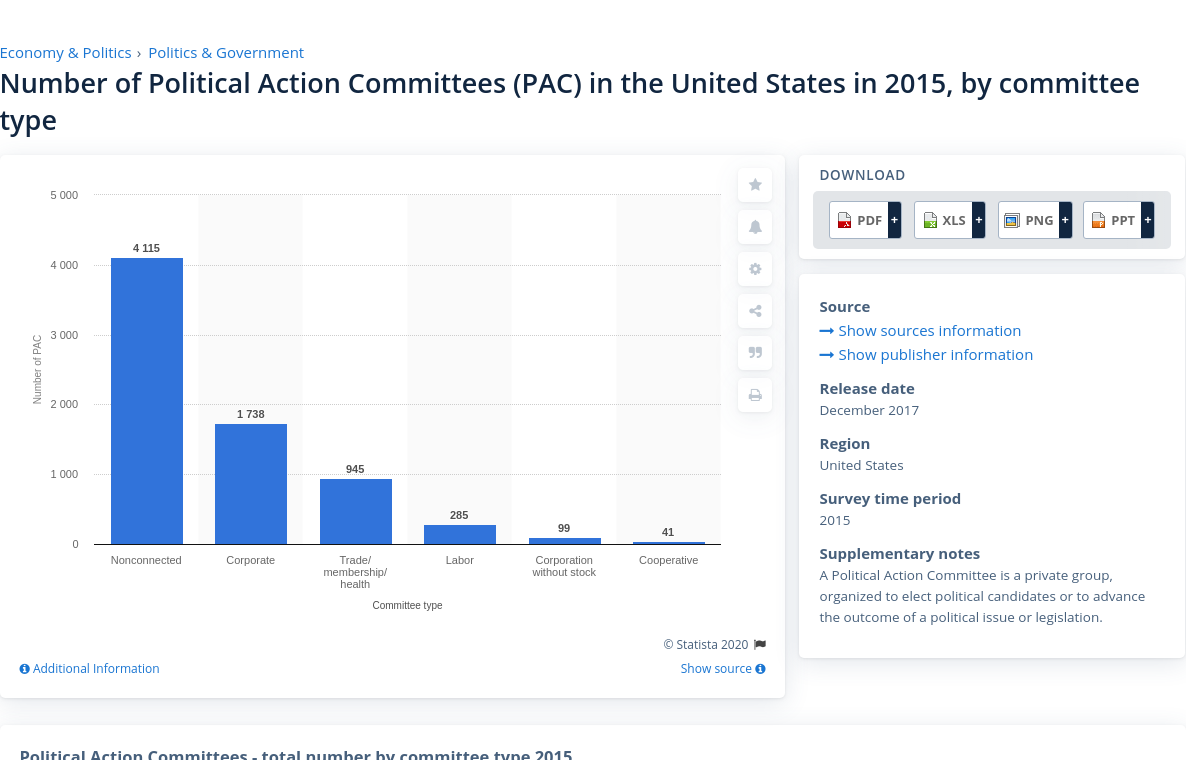 Economy & Politics › Politics & Government
Number of Political Action Committees (PAC) in the United States in 2015, by committee
type
5 000
4 000
3 000
2 000
1 000
0
Number of PAC
4 115
1 738
945
285
99
41
Nonconnected
Corporate
Trade/
membership/
health
Labor
Corporation
without stock
Cooperative
Committee type
© Statista 2020
Additional Information
Show source
DOWNLOAD
PDF +
XLS +
PNG +
PPT +
Source
Show sources information
Show publisher information
Release date
December 2017
Region
United States
Survey time period
2015
Supplementary notes
A Political Action Committee is a private group,
organized to elect political candidates or to advance
the outcome of a political issue or legislation.
Political Action Committees - total number by committee type 2015